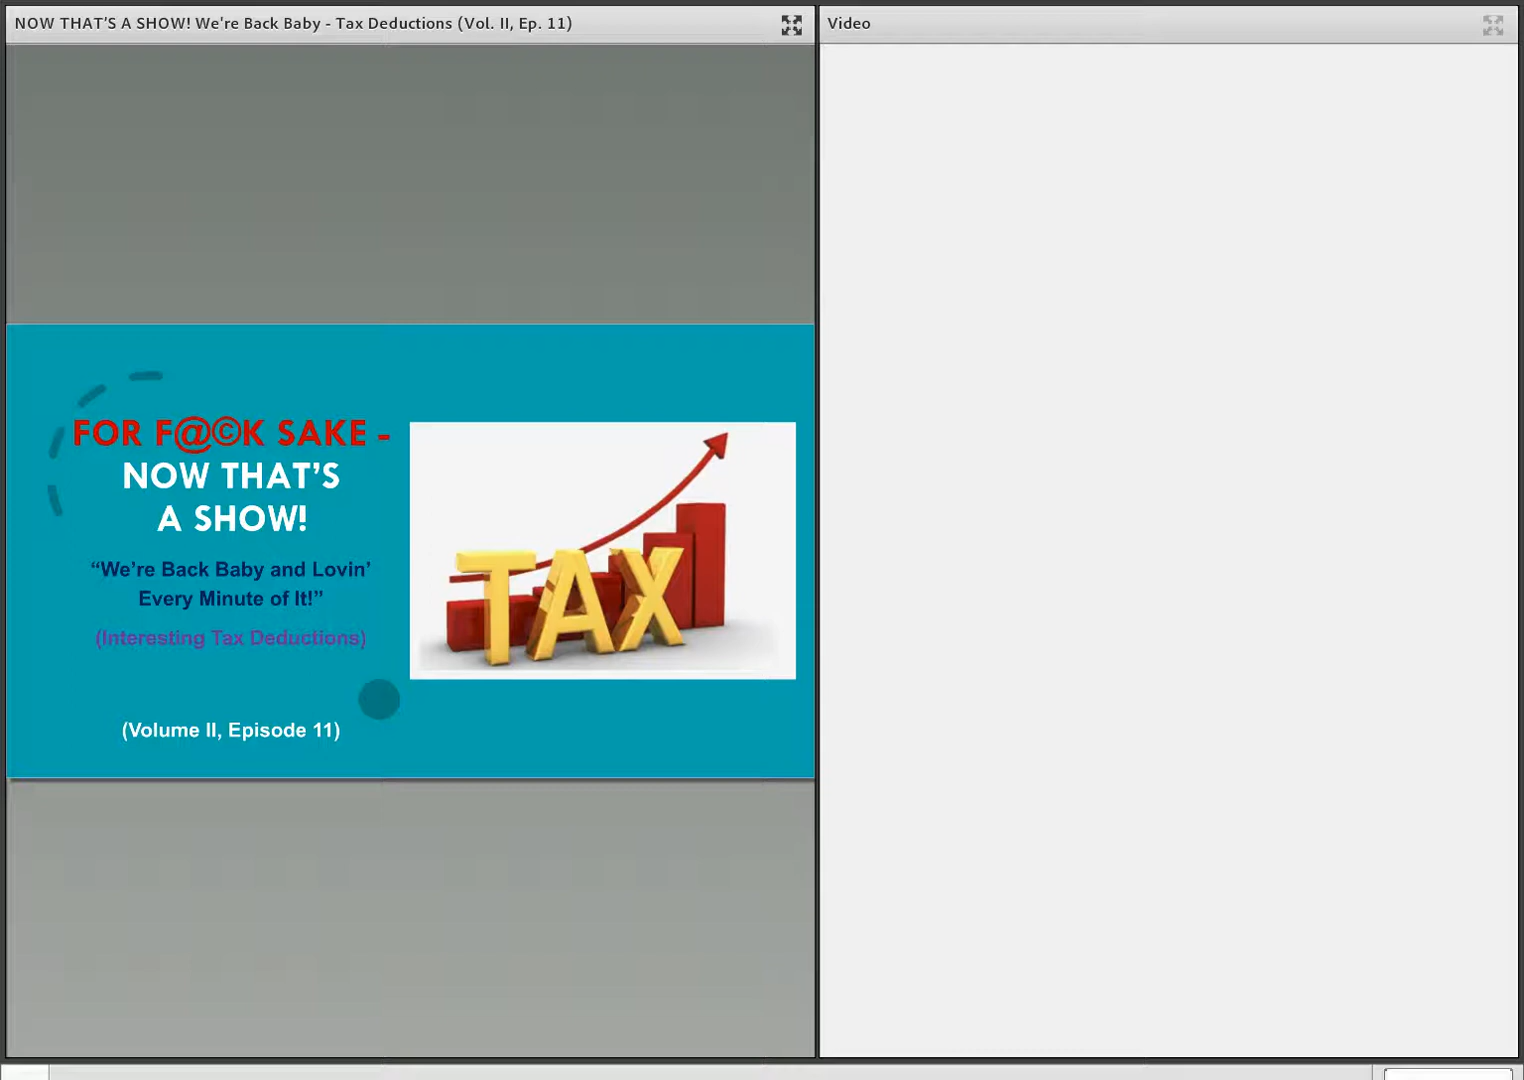 NOW THAT'S A SHOW! We're Back Baby - Tax Deductions (Vol. II, Ep. 11)
Video
FOR F@©K SAKE -
NOW THAT’S
A SHOW!
“We’re Back Baby and Lovin’
Every Minute of It!”
(Interesting Tax Deductions)
(Volume II, Episode 11)
TAX